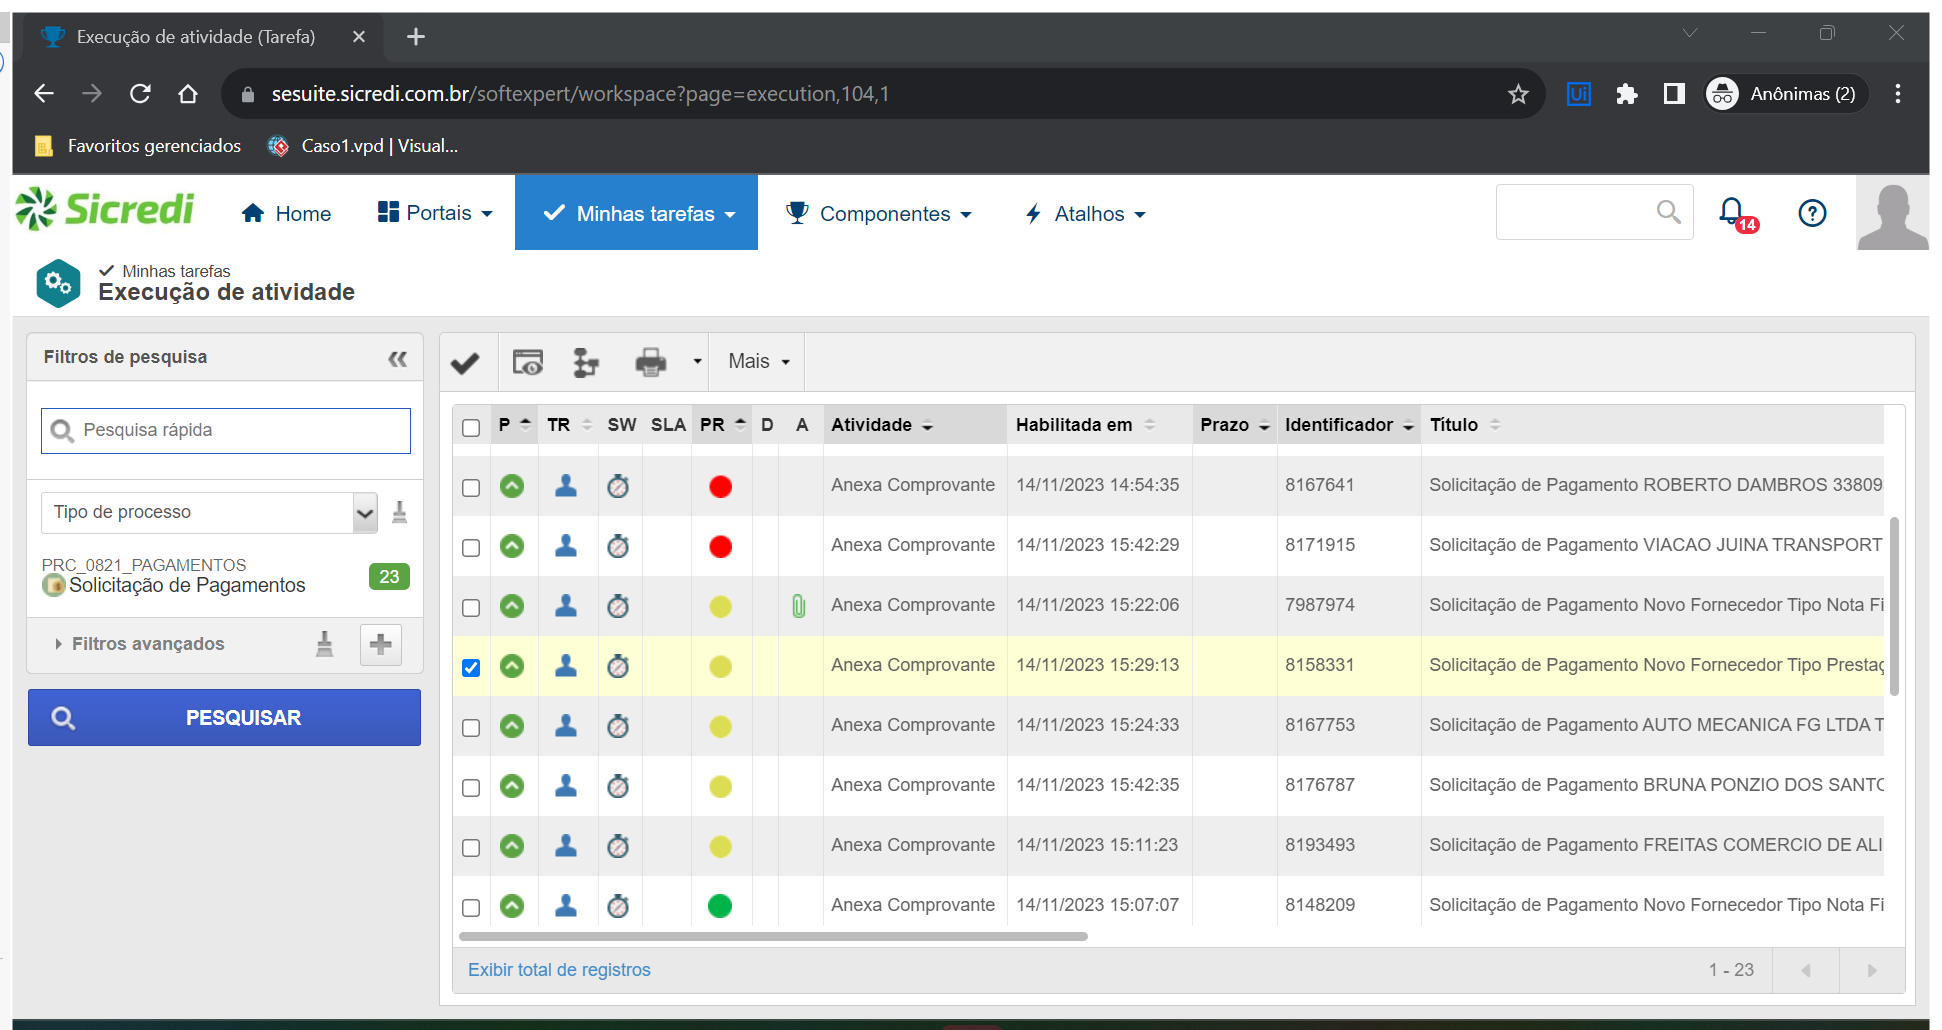 Execução de atividade (Tarefa)
sesuite.sicredi.com.br/softexpert/workspace?page=execution,104,1
Ui
Anônimas (2)
Favoritos gerenciados
Caso1.vpd | Visual...
Sicredi
Home
Portais
Minhas tarefas
Componentes
Atalhos
14
?
Minhas tarefas
Execução de atividade
Filtros de pesquisa
Mais
Pesquisa rápida
Tipo de processo
PRC_0821_PAGAMENTOS
Solicitação de Pagamentos
23
Filtros avançados
PESQUISAR
P TR SW SLA PR D A Atividade Habilitada em Prazo Identificador Título
Anexa Comprovante 14/11/2023 14:54:35 8167641 Solicitação de Pagamento ROBERTO DAMBROS 33809
Anexa Comprovante 14/11/2023 15:42:29 8171915 Solicitação de Pagamento VIACAO JUINA TRANSPORT
Anexa Comprovante 14/11/2023 15:22:06 7987974 Solicitação de Pagamento Novo Fornecedor Tipo Nota Fi
Anexa Comprovante 14/11/2023 15:29:13 8158331 Solicitação de Pagamento Novo Fornecedor Tipo Prestaç
Anexa Comprovante 14/11/2023 15:24:33 8167753 Solicitação de Pagamento AUTO MECANICA FG LTDA T
Anexa Comprovante 14/11/2023 15:42:35 8176787 Solicitação de Pagamento BRUNA PONZIO DOS SANTO
Anexa Comprovante 14/11/2023 15:11:23 8193493 Solicitação de Pagamento FREITAS COMERCIO DE ALI
Anexa Comprovante 14/11/2023 15:07:07 8148209 Solicitação de Pagamento Novo Fornecedor Tipo Nota Fi
Exibir total de registros
1 - 23